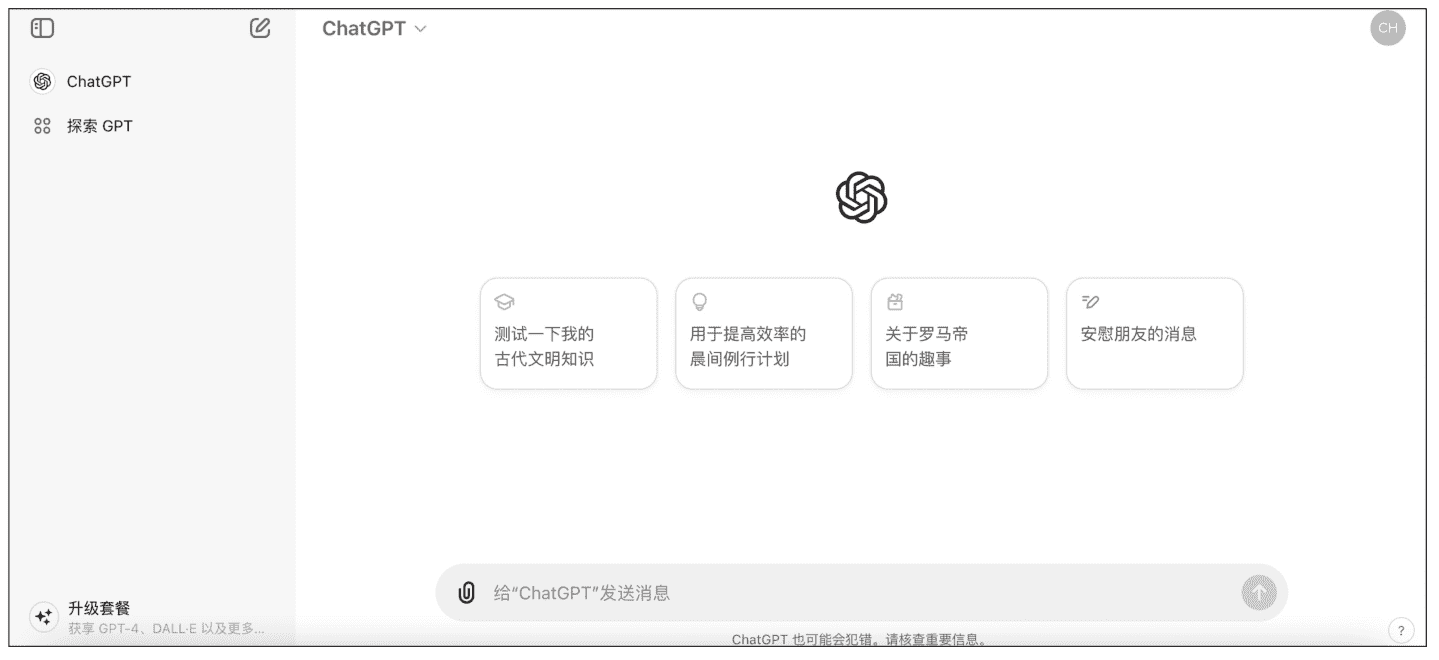 ChatGPT
CH
ChatGPT
探索 GPT
测试一下我的
古代文明知识
用于提高效率的
晨间例行计划
关于罗马帝
国的趣事
安慰朋友的消息
给“ChatGPT”发送消息
升级套餐
获享 GPT-4、DALL·E 以及更多...
ChatGPT 也可能会犯错。请核查重要信息。
?